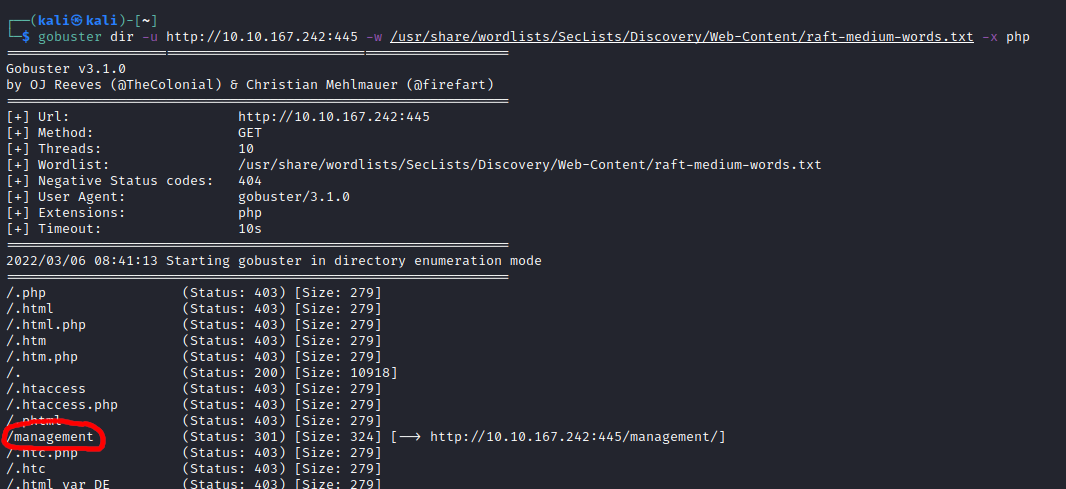 ┌──(kali㉿kali)-[~]
└─$ gobuster dir -u http://10.10.167.242:445 -w /usr/share/wordlists/SecLists/Discovery/Web-Content/raft-medium-words.txt -x php
===============================================================
Gobuster v3.1.0
by OJ Reeves (@TheColonial) & Christian Mehlmauer (@firefart)
===============================================================
[+] Url:                     http://10.10.167.242:445
[+] Method:                  GET
[+] Threads:                 10
[+] Wordlist:                /usr/share/wordlists/SecLists/Discovery/Web-Content/raft-medium-words.txt
[+] Negative Status codes:   404
[+] User Agent:              gobuster/3.1.0
[+] Extensions:              php
[+] Timeout:                 10s
===============================================================
2022/03/06 08:41:13 Starting gobuster in directory enumeration mode
===============================================================
/.php                 (Status: 403) [Size: 279]
/.html                (Status: 403) [Size: 279]
/.html.php            (Status: 403) [Size: 279]
/.htm                 (Status: 403) [Size: 279]
/.htm.php             (Status: 403) [Size: 279]
/.                    (Status: 200) [Size: 10918]
/.htaccess            (Status: 403) [Size: 279]
/.htaccess.php        (Status: 403) [Size: 279]
/.phtml               (Status: 403) [Size: 279]
/management           (Status: 301) [Size: 324] [--> http://10.10.167.242:445/management/]
/.htc.php             (Status: 403) [Size: 279]
/.htc                 (Status: 403) [Size: 279]
/.html_var_DE         (Status: 403) [Size: 279]